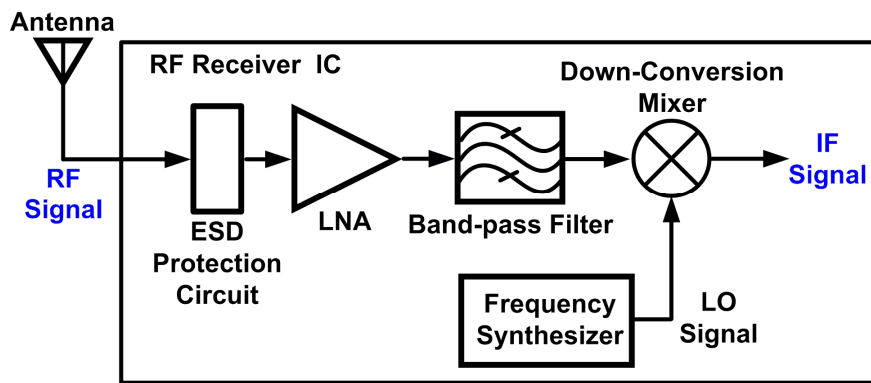 Antenna
RF Receiver IC
Down-Conversion
Mixer
RF
Signal
ESD
Protection
Circuit
LNA
Band-pass Filter
IF
Signal
Frequency
Synthesizer
LO
Signal